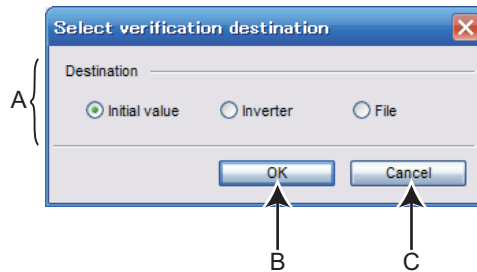 Select verification destination
Destination
A
Initial value Inverter File
OK Cancel
B C